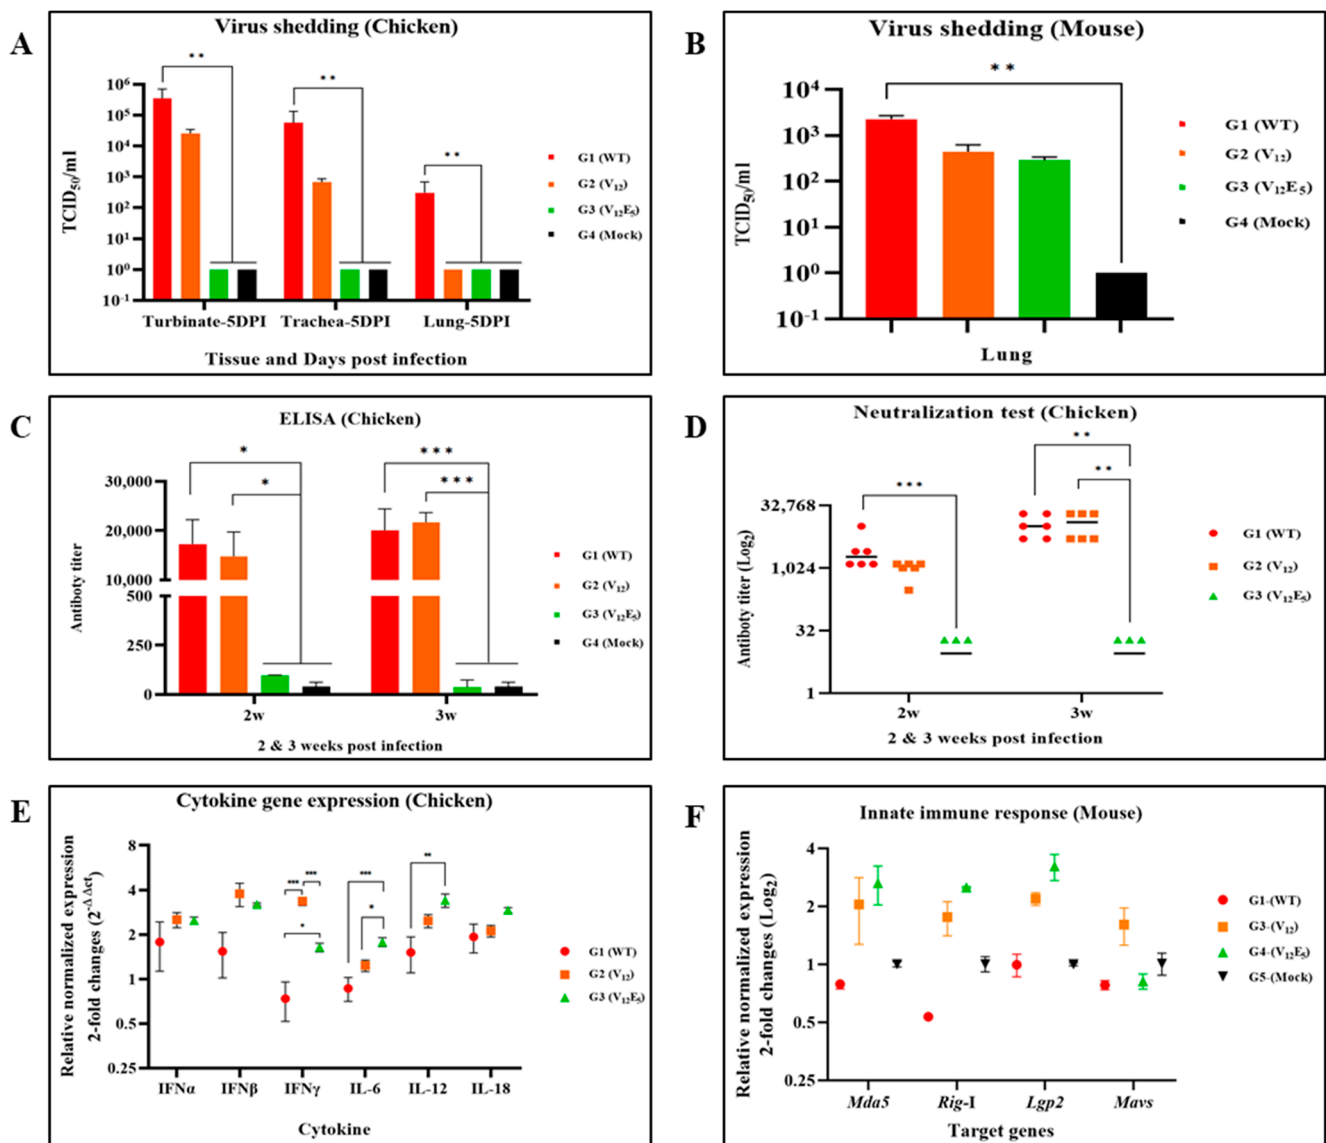 A
Virus shedding (Chicken)
**
**
**
10⁶
10⁵
10⁴
10³
10²
10¹
10⁰
10⁻¹
TCID₅₀/ml
Turbinate-5DPI
Trachea-5DPI
Lung-5DPI
Tissue and Days post infection
G1 (WT)
G2 (V₁₂)
G3 (V₁₂E₅)
G4 (Mock)
B
Virus shedding (Mouse)
**
10⁴
10³
10²
10¹
10⁰
10⁻¹
TCID₅₀/ml
Lung
G1 (WT)
G2 (V₁₂)
G3 (V₁₂E₅)
G4 (Mock)
C
ELISA (Chicken)
*
*
***
***
30,000
20,000
10,000
500
250
0
Antiboty titer
2w
3w
2 & 3 weeks post infection
G1 (WT)
G2 (V₁₂)
G3 (V₁₂E₅)
G4 (Mock)
D
Neutralization test (Chicken)
***
**
**
32,768
1,024
32
1
Antiboty titer (Log₂)
2w
3w
2 & 3 weeks post infection
G1 (WT)
G2 (V₁₂)
G3 (V₁₂E₅)
E
Cytokine gene expression (Chicken)
***
***
*
***
*
**
8
4
2
1
0.5
0.25
Relative normalized expression
2-fold changes (2⁻ΔΔct
IFNα
IFNβ
IFNγ
IL-6
IL-12
IL-18
Cytokine
G1 (WT)
G2 (V₁₂)
G3 (V₁₂E₅)
F
Innate immune response (Mouse)
4
2
1
0.5
0.25
Relative normalized expression
2-fold changes (Log₂)
Mda5
Rig-I
Lgp2
Mavs
Target genes
G1-(WT)
G3-(V₁₂)
G4-(V₁₂E₅)
G5-(Mock)